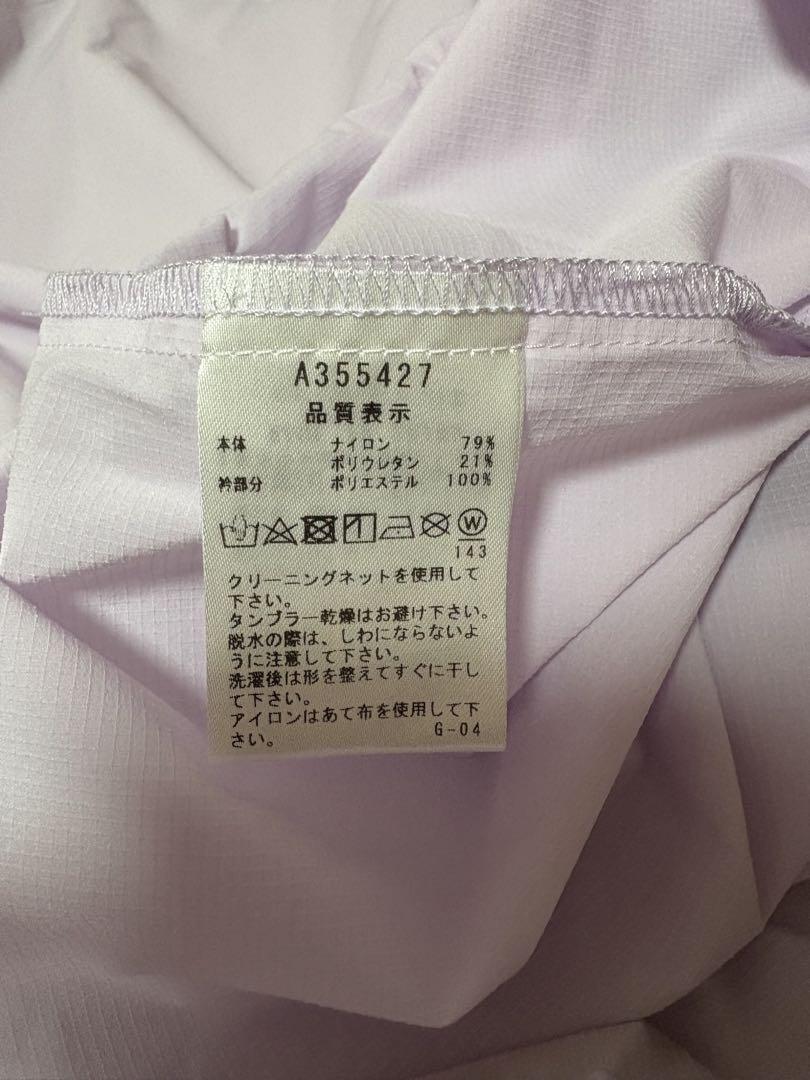 A355427
品質表示
本体 ナイロン 79%
ポリウレタン 21%
衿部分 ポリエステル 100%
W
143
クリーニングネットを使用して
下さい。
タンブラー乾燥はお避け下さい。
脱水の際は、しわにならないよ
うに注意して下さい。
洗濯後は形を整えてすぐに干し
て下さい。
アイロンはあて布を使用して下
さい。 G-04